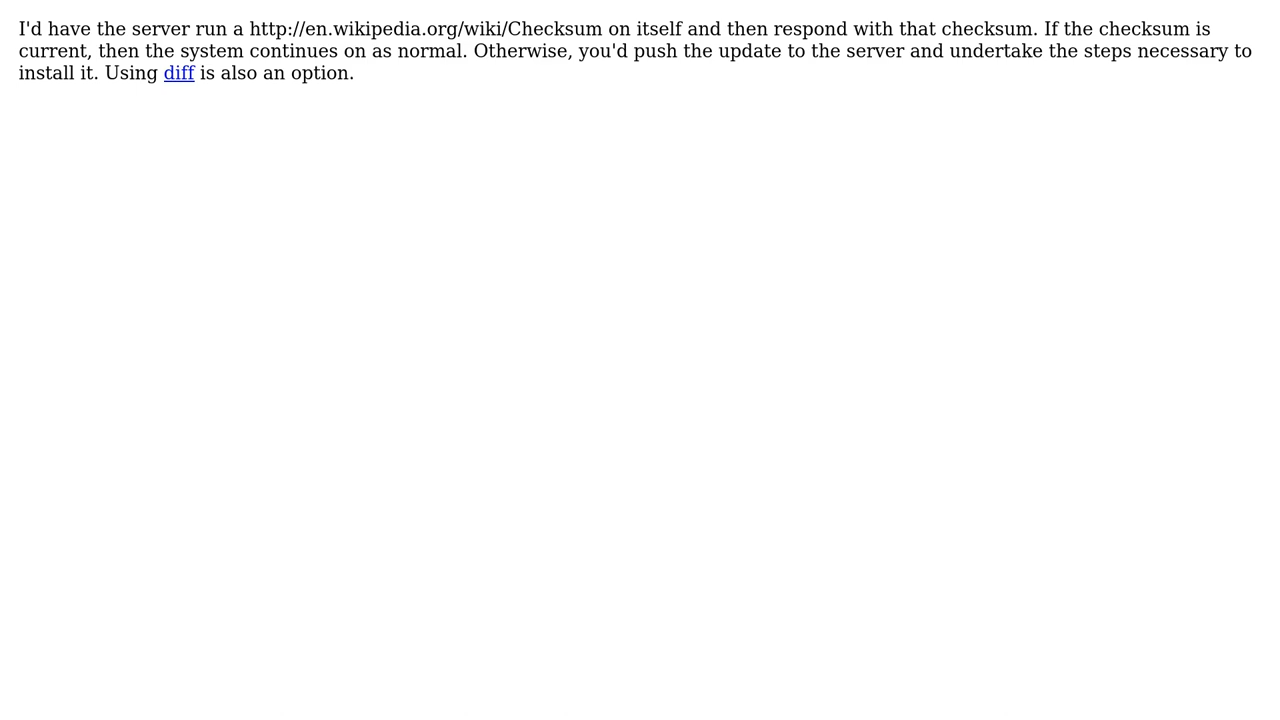 I'd have the server run a http://en.wikipedia.org/wiki/Checksum on itself and then respond with that checksum. If the checksum is
current, then the system continues on as normal. Otherwise, you'd push the update to the server and undertake the steps necessary to
install it. Using diff is also an option.